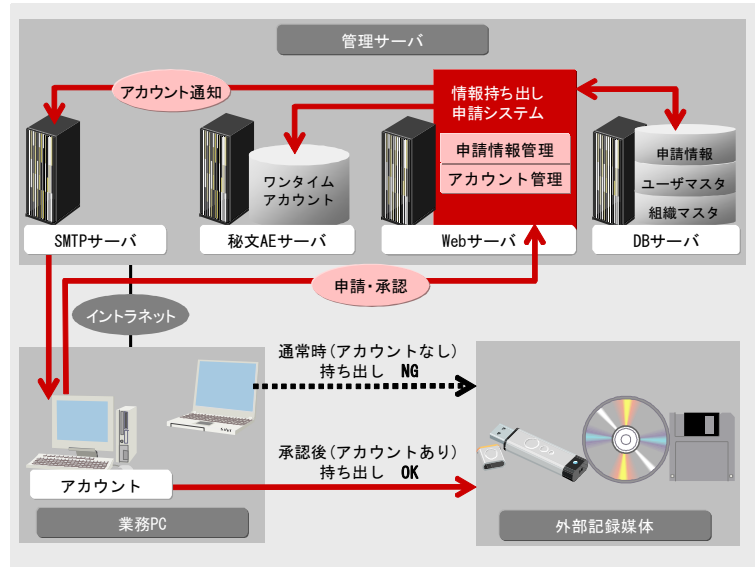 管理サーバ
アカウント通知
情報持ち出し
申請システム
申請情報管理
アカウント管理
ワンタイム
アカウント
申請情報
ユーザマスタ
組織マスタ
SMTPサーバ
秘文AEサーバ
Webサーバ
DBサーバ
申請・承認
イントラネット
通常時(アカウントなし)
持ち出し NG
承認後(アカウントあり)
持ち出し OK
アカウント
業務PC
外部記録媒体